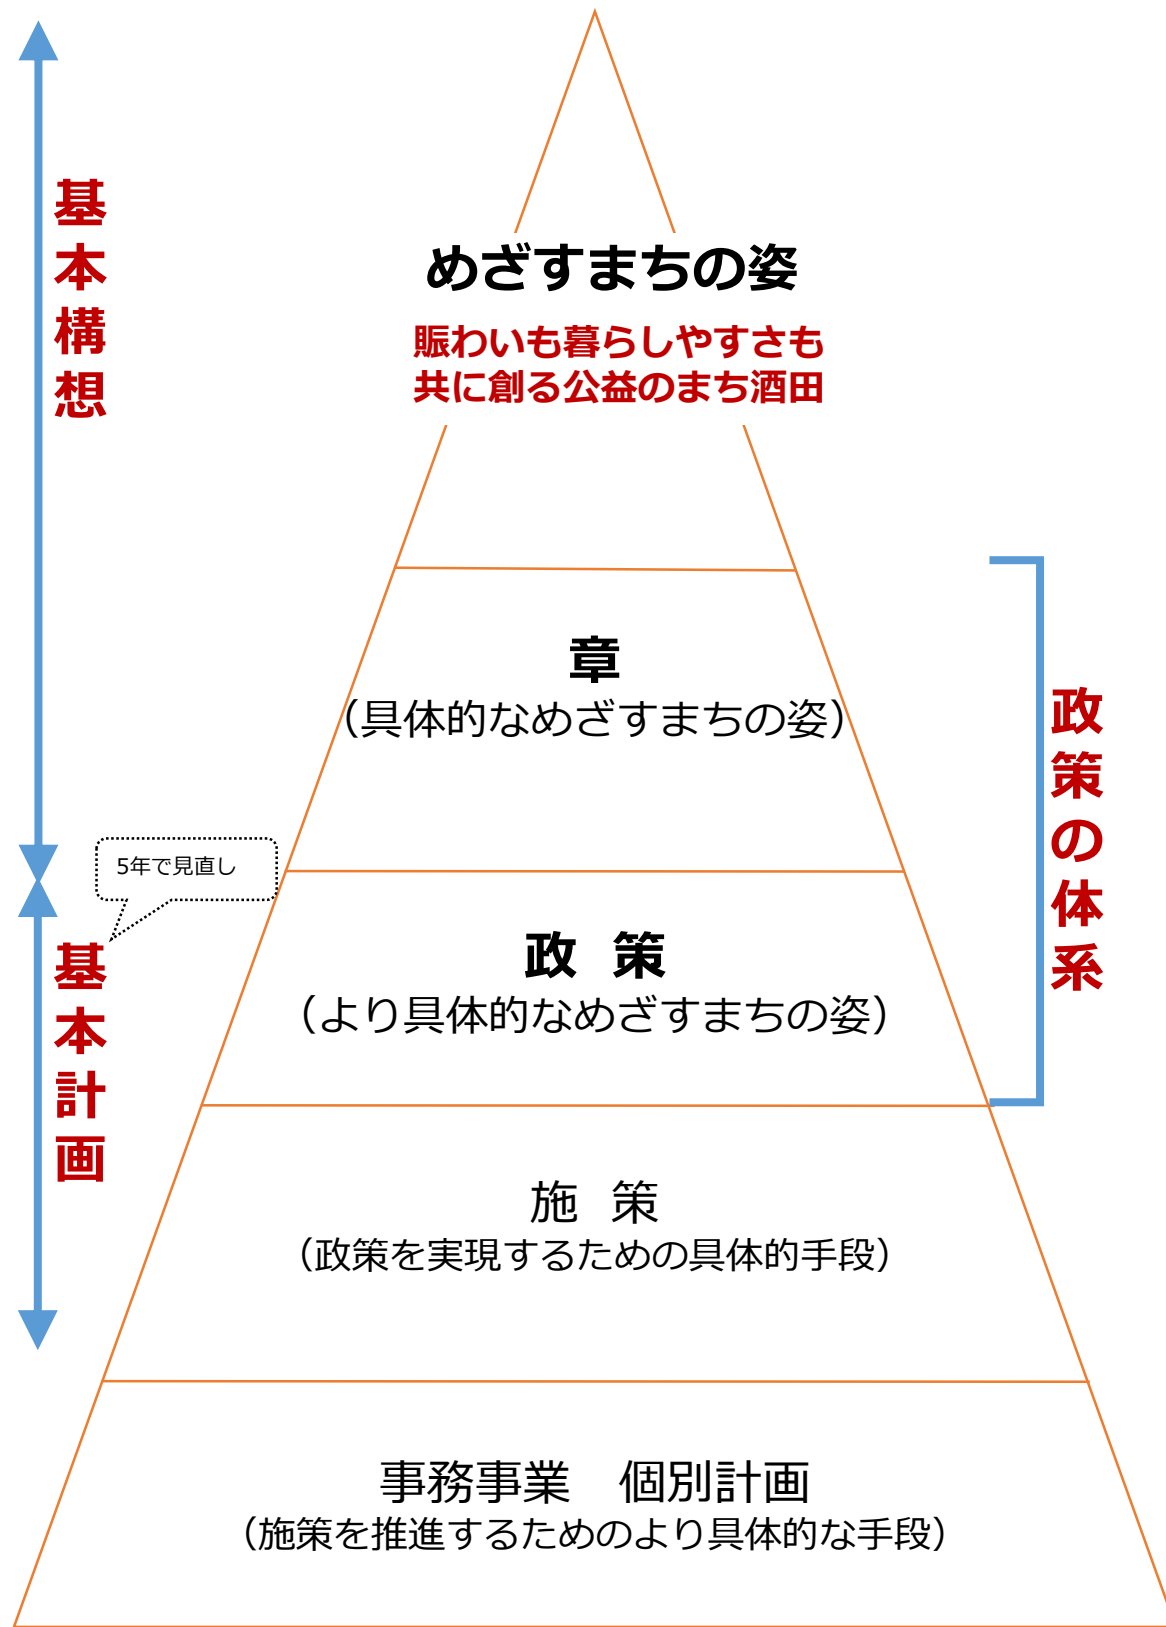 基本構想
めざすまちの姿
賑わいも暮らしやすさも
共に創る公益のまち酒田
章
（具体的なめざすまちの姿）
政策の体系
5年で見直し
基本計画
政　策
（より具体的なめざすまちの姿）
施　策
（政策を実現するための具体的手段）
事務事業　個別計画
（施策を推進するためのより具体的な手段）